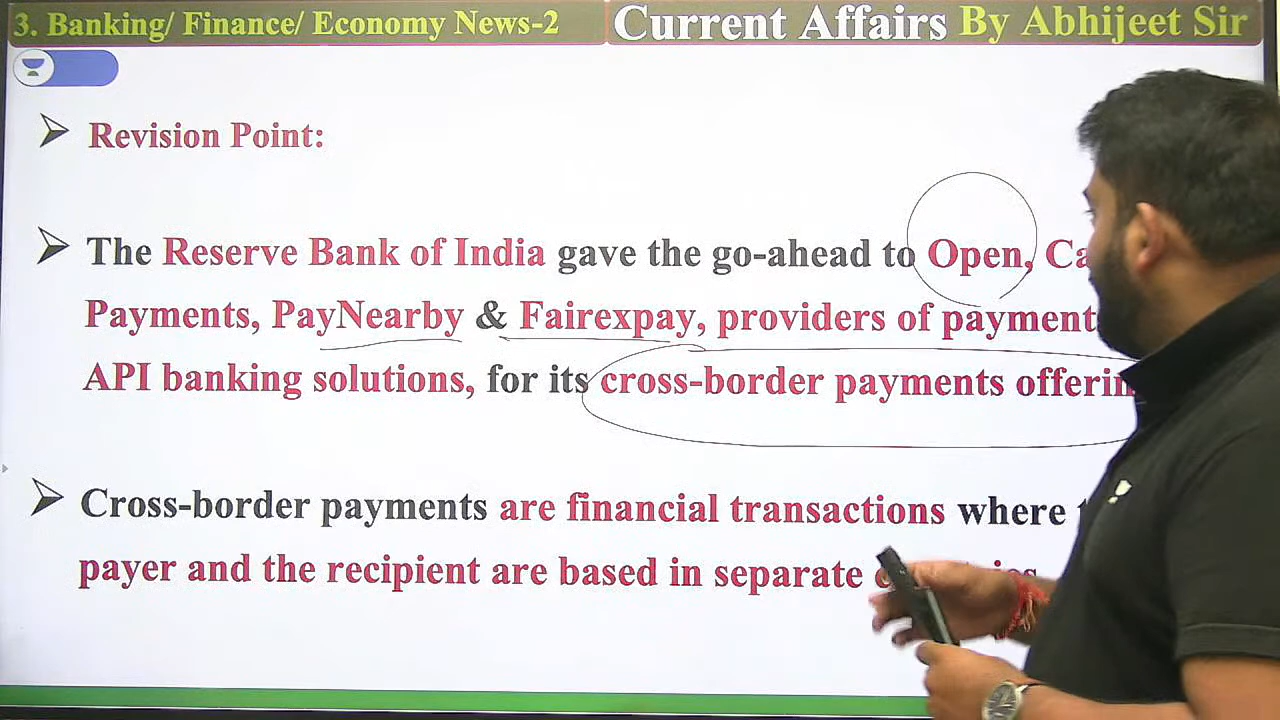 3. Banking/ Finance/ Economy News-2
Current Affairs By Abhijeet Sir
Revision Point:
The Reserve Bank of India gave the go-ahead to Open,
Payments, PayNearby & Fairexpay, providers of payment
API banking solutions, for its cross-border payments
Cross-border payments are financial transactions where
payer and the recipient are based in separate